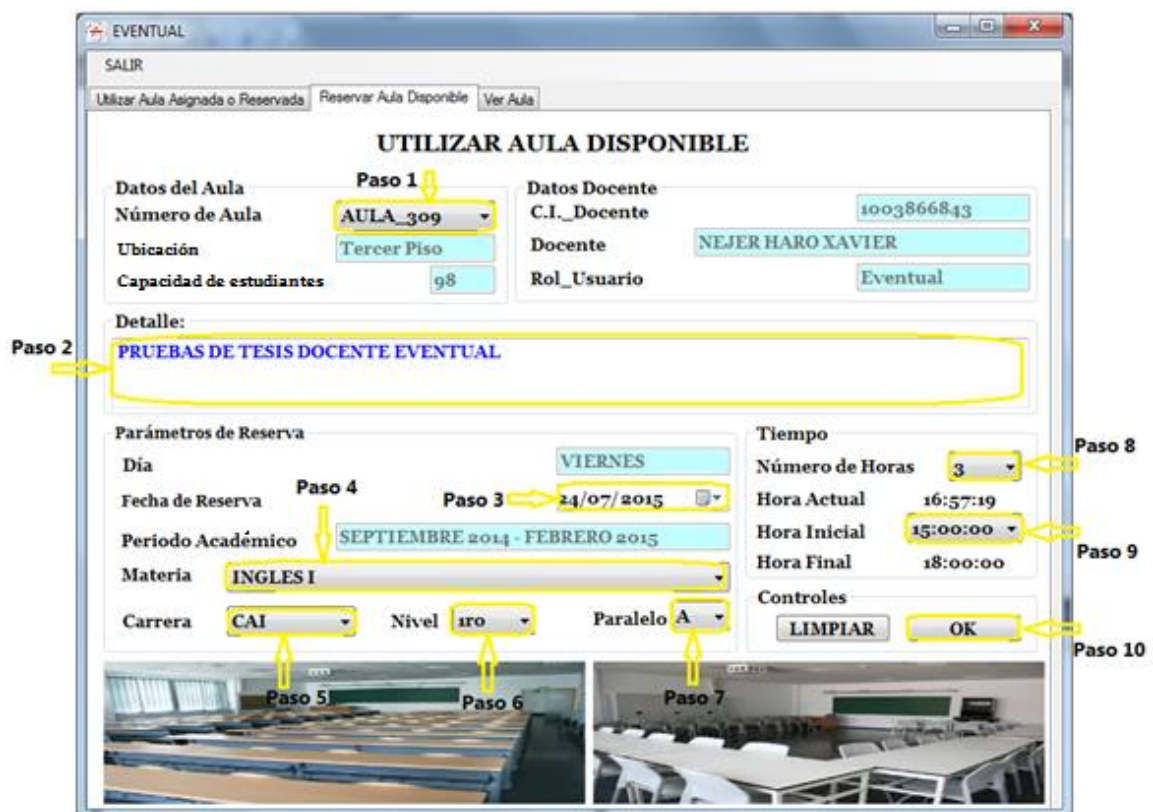 EVENTUAL
SALIR
Utilizar Aula Asignada o Reservada Reservar Aula Disponible Ver Aula
UTILIZAR AULA DISPONIBLE
Paso 1
Datos del Aula
Número de Aula AULA_309
Ubicación Tercer Piso
Capacidad de estudiantes 98
Datos Docente
C.I._Docente 1003866843
Docente NEJER HARO XAVIER
Rol_Usuario Eventual
Detalle:
Paso 2
PRUEBAS DE TESIS DOCENTE EVENTUAL
Parámetros de Reserva
Día VIERNES
Fecha de Reserva Paso 4 Paso 3 24/07/2015
Periodo Académico SEPTIEMBRE 2014 - FEBRERO 2015
Materia INGLES I
Carrera CAI Nivel 1ro Paralelo A
Tiempo
Número de Horas 3 Paso 8
Hora Actual 16:57:19
Hora Inicial 15:00:00 Paso 9
Hora Final 18:00:00
Controles
LIMPIAR OK Paso 10
Paso 5 Paso 6 Paso 7